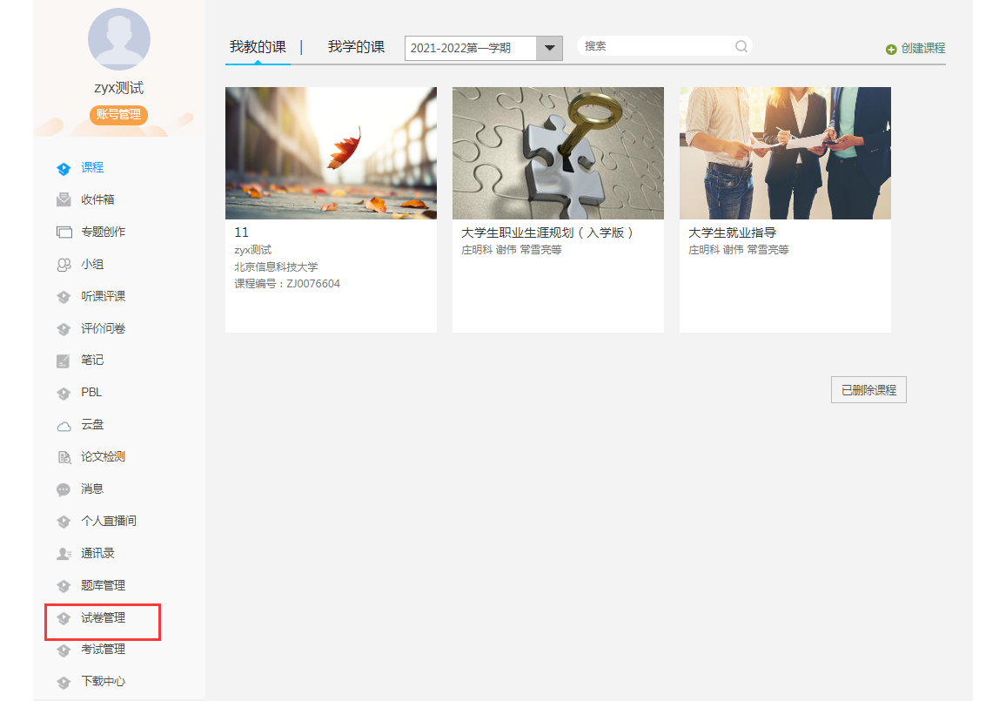 zyx测试
账号管理
课程
收件箱
专题创作
小组
听课评课
评价问卷
笔记
PBL
云盘
论文检测
消息
个人直播间
通讯录
题库管理
试卷管理
考试管理
下载中心
我教的课 | 我学的课 2021-2022第一学期 搜索 创建课程
11
zyx测试
北京信息科技大学
课程编号：ZJ0076604
大学生职业生涯规划（入学版）
庄明科 谢伟 常雪亮等
大学生就业指导
庄明科 谢伟 常雪亮等
已删除课程